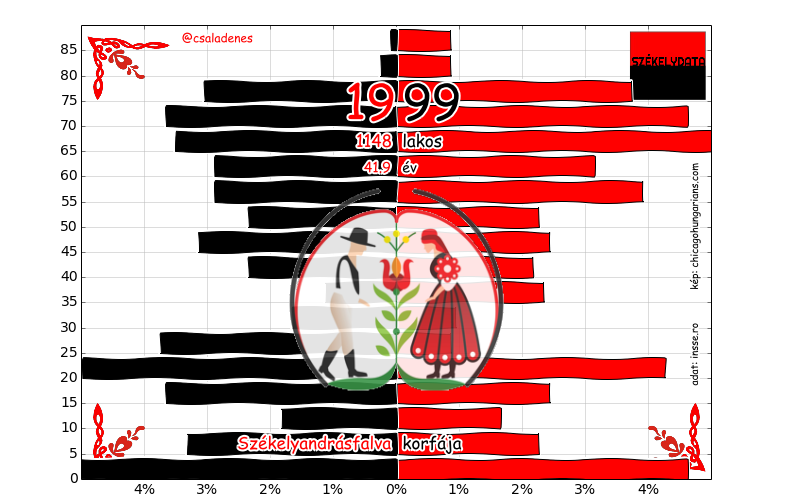 @csaladenes
SZÉKELYDATA
1999
1148 lakos
41.9 év
kép: chicagohungarians.com
adat: insse.ro
Székelyandrásfalva korfája
85
80
75
70
65
60
55
50
45
40
35
30
25
20
15
10
5
0
4% 3% 2% 1% 0% 1% 2% 3% 4%